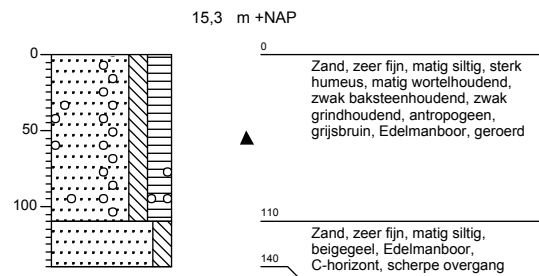 15,3 m +NAP
0
50
100
0
Zand, zeer fijn, matig siltig, sterk
humeus, matig wortelhoudend,
zwak baksteenhoudend, zwak
grindhoudend, antropogeen,
grijsbruin, Edelmanboor, geroerd
110
Zand, zeer fijn, matig siltig,
beigegeel, Edelmanboor,
C-horizont, scherpe overgang
140